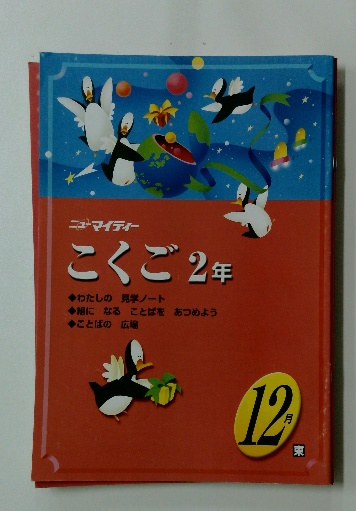 ニューマイティー
こくご 2年
◆わたしの 見学ノート
◆組に なる ことばを あつめよう
◆ことばの 広場
12月
東